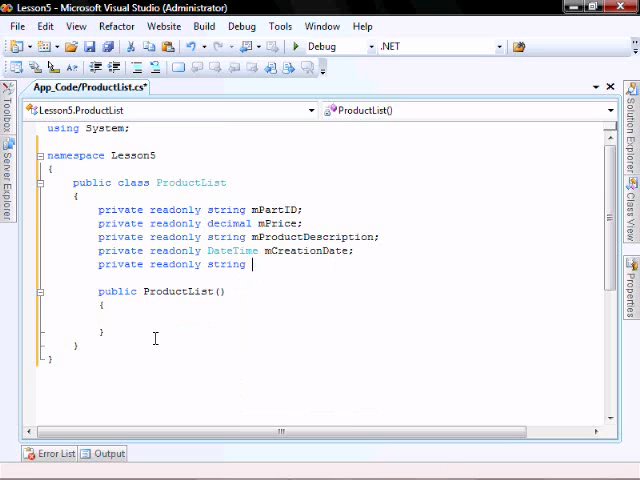 Lesson5 - Microsoft Visual Studio (Administrator)
File Edit View Refactor Website Build Debug Tools Test Window Help
Debug .NET
App_Code/ProductList.cs*
Lesson5.ProductList ProductList()
Toolbox
Server Explorer
using System;
namespace Lesson5
{
public class ProductList
{
private readonly string mPartID;
private readonly decimal mPrice;
private readonly string mProductDescription;
private readonly DateTime mCreationDate;
private readonly string
public ProductList()
{
}
}
}
Solution Explorer
Class View
Properties
Error List Output